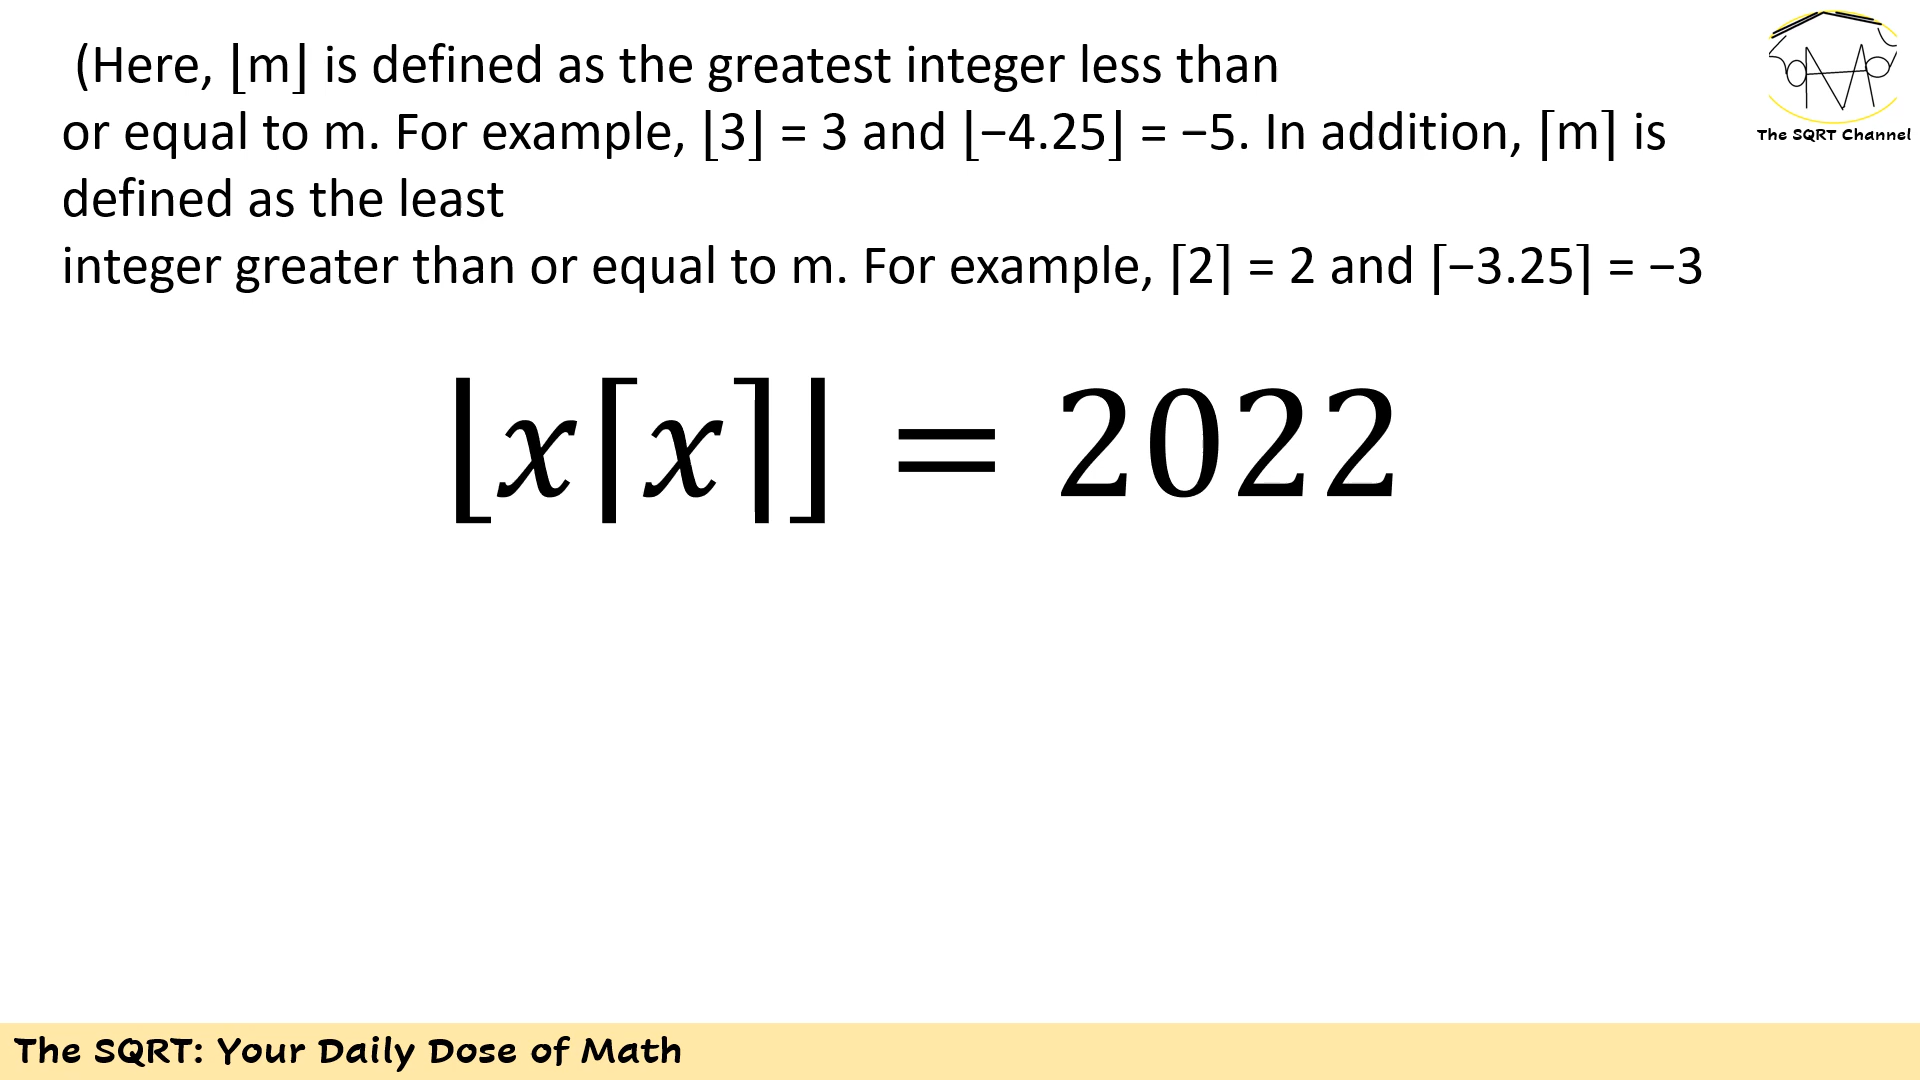 (Here, ⌊m⌋ is defined as the greatest integer less than
or equal to m. For example, ⌊3⌋ = 3 and ⌊−4.25⌋ = −5. In addition, ⌈m⌉ is
defined as the least
integer greater than or equal to m. For example, ⌈2⌉ = 2 and ⌈−3.25⌉ = −3
The SQRT Channel
⌊𝑥⌈𝑥⌉⌋ = 2022
The SQRT: Your Daily Dose of Math